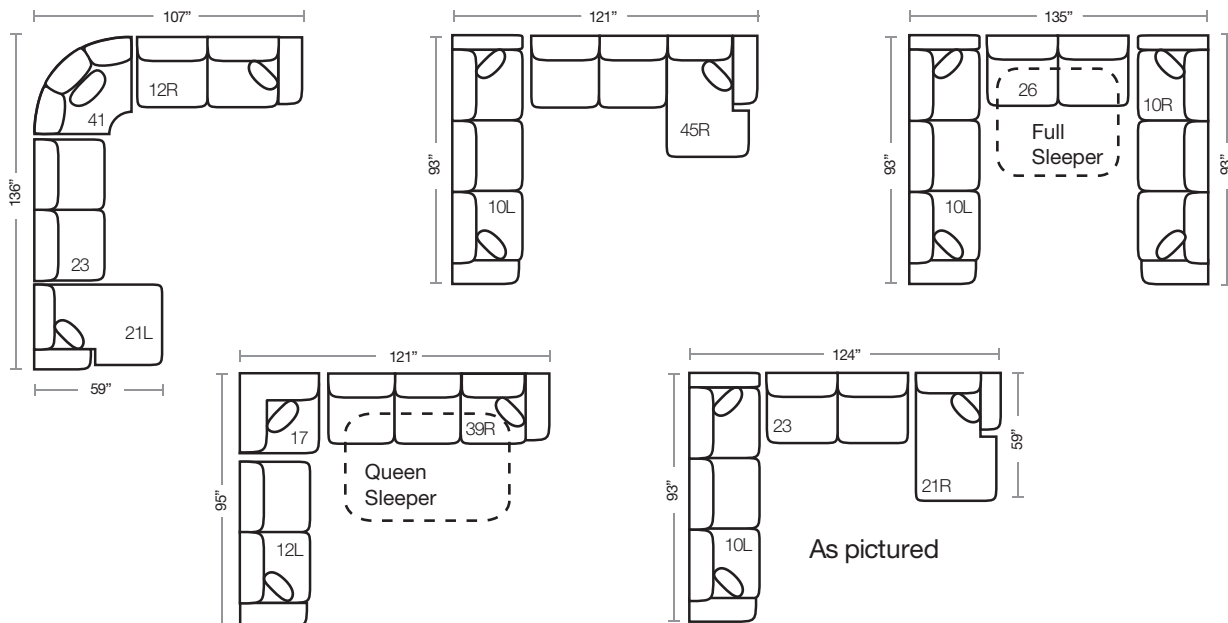 107”
136”
12R
41
23
21L
59”
121”
93”
45R
10L
135”
93”
93”
26
10R
Full
Sleeper
10L
121”
95”
17
39R
Queen
Sleeper
12L
124”
93”
59”
23
21R
10L
As pictured